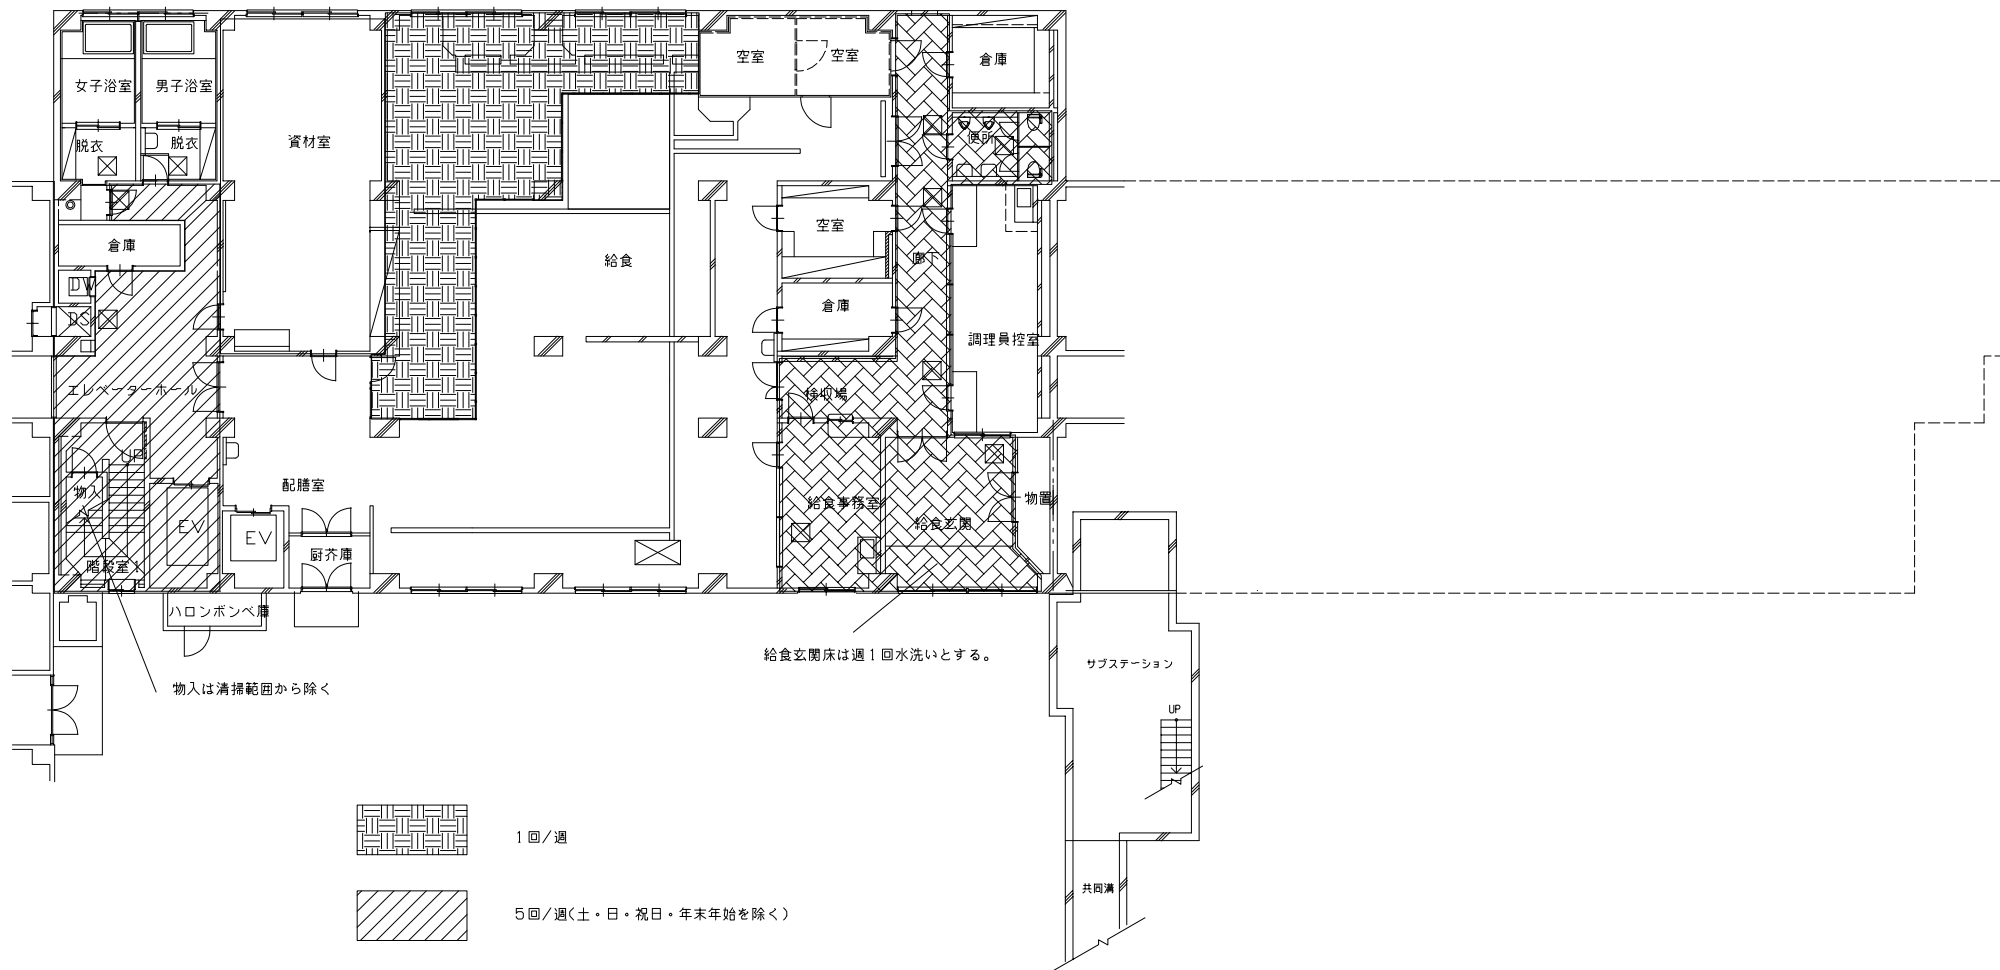 空室
空室
倉庫
女子浴室
男子浴室
脱衣
脱衣
資材室
便所
空室
倉庫
給食
廊下
DW
倉庫
DS
調理員控室
エレベーターホール
検収場
配膳室
物入
給食事務室
物置
給食玄関
EV
EV
厨芥庫
階段室1
ハロンボンベ庫
給食玄関床は週1回水洗いとする。
サブステーション
物入は清掃範囲から除く
UP
1回/週
共同溝
5回/週(土・日・祝日・年末年始を除く)